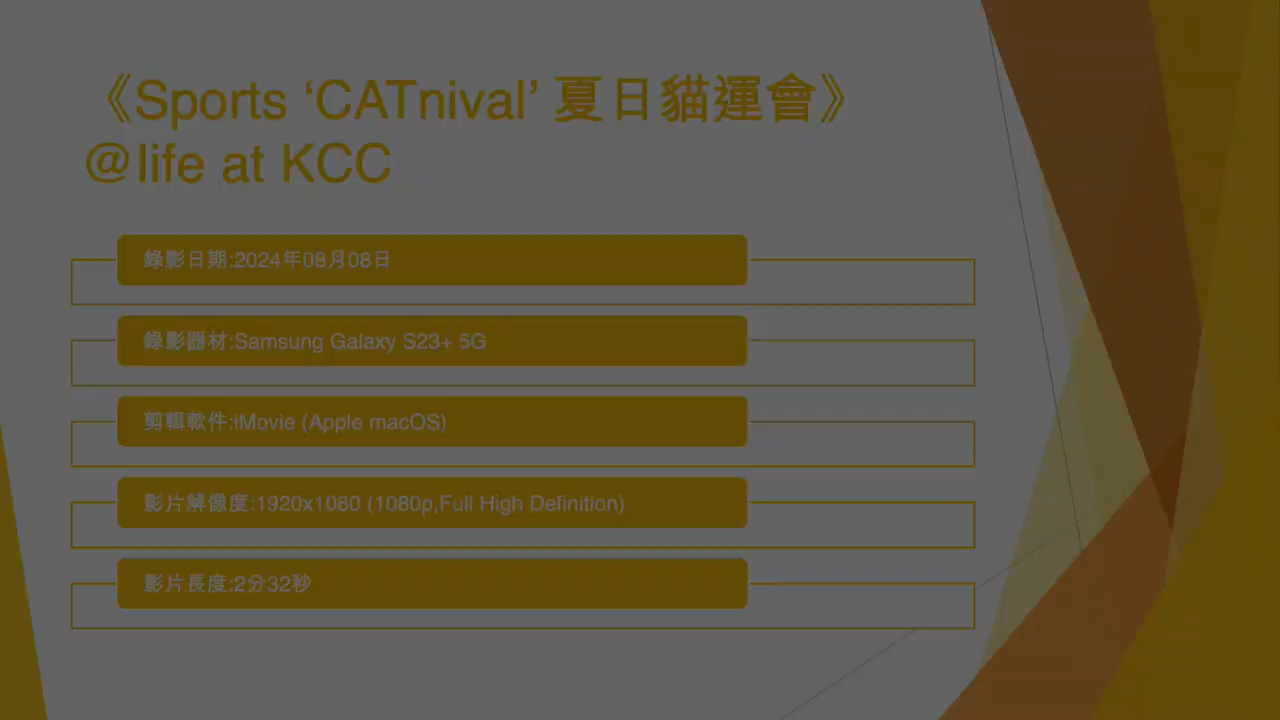 《Sports ‘CATnival’ 夏日貓運會》
@life at KCC
錄影日期:2024年08月08日
錄影器材:Samsung Galaxy S23+ 5G
剪輯軟件:iMovie (Apple macOS)
影片解像度:1920x1080 (1080p,Full High Definition)
影片長度:2分32秒